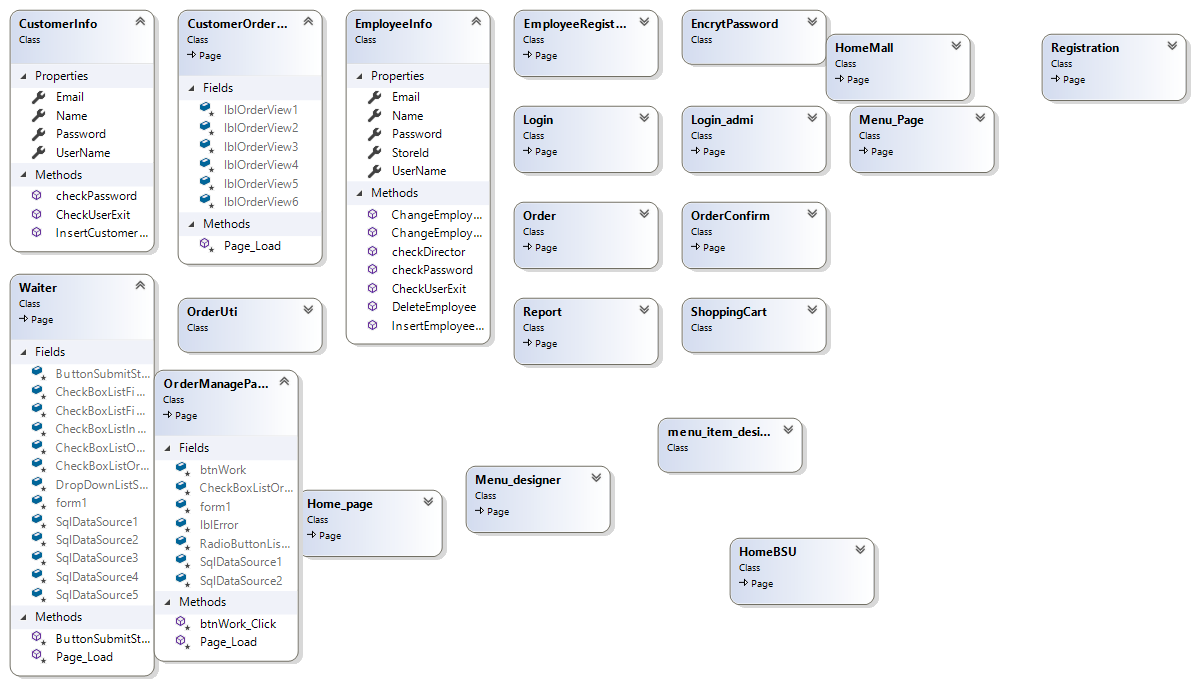 CustomerInfo
Class
Properties
Email
Name
Password
UserName
Methods
checkPassword
CheckUserExit
InsertCustomer...
CustomerOrder...
Class
Page
Fields
lblOrderView1
lblOrderView2
lblOrderView3
lblOrderView4
lblOrderView5
lblOrderView6
Methods
Page_Load
EmployeeInfo
Class
Properties
Email
Name
Password
StoreId
UserName
Methods
ChangeEmploy...
ChangeEmploy...
checkDirector
checkPassword
CheckUserExit
DeleteEmployee
InsertEmployee...
EmployeeRegist...
Class
Page
EncrytPassword
Class
HomeMall
Class
Page
Registration
Class
Page
Login
Class
Page
Login_admi
Class
Page
Menu_Page
Class
Page
Order
Class
Page
OrderConfirm
Class
Page
Waiter
Class
Page
Fields
ButtonSubmitSt...
CheckBoxListFi...
CheckBoxListFi...
CheckBoxListIn...
CheckBoxListO...
CheckBoxListOr...
DropDownListS...
form1
SqlDataSource1
SqlDataSource2
SqlDataSource3
SqlDataSource4
SqlDataSource5
Methods
ButtonSubmitSt...
Page_Load
OrderUti
Class
Report
Class
Page
ShoppingCart
Class
OrderManagePa...
Class
Page
Fields
btnWork
CheckBoxListOr...
form1
lblError
RadioButtonLis...
SqlDataSource1
SqlDataSource2
Methods
btnWork_Click
Page_Load
Home_page
Class
Page
Menu_designer
Class
Page
menu_item_desi...
Class
HomeBSU
Class
Page